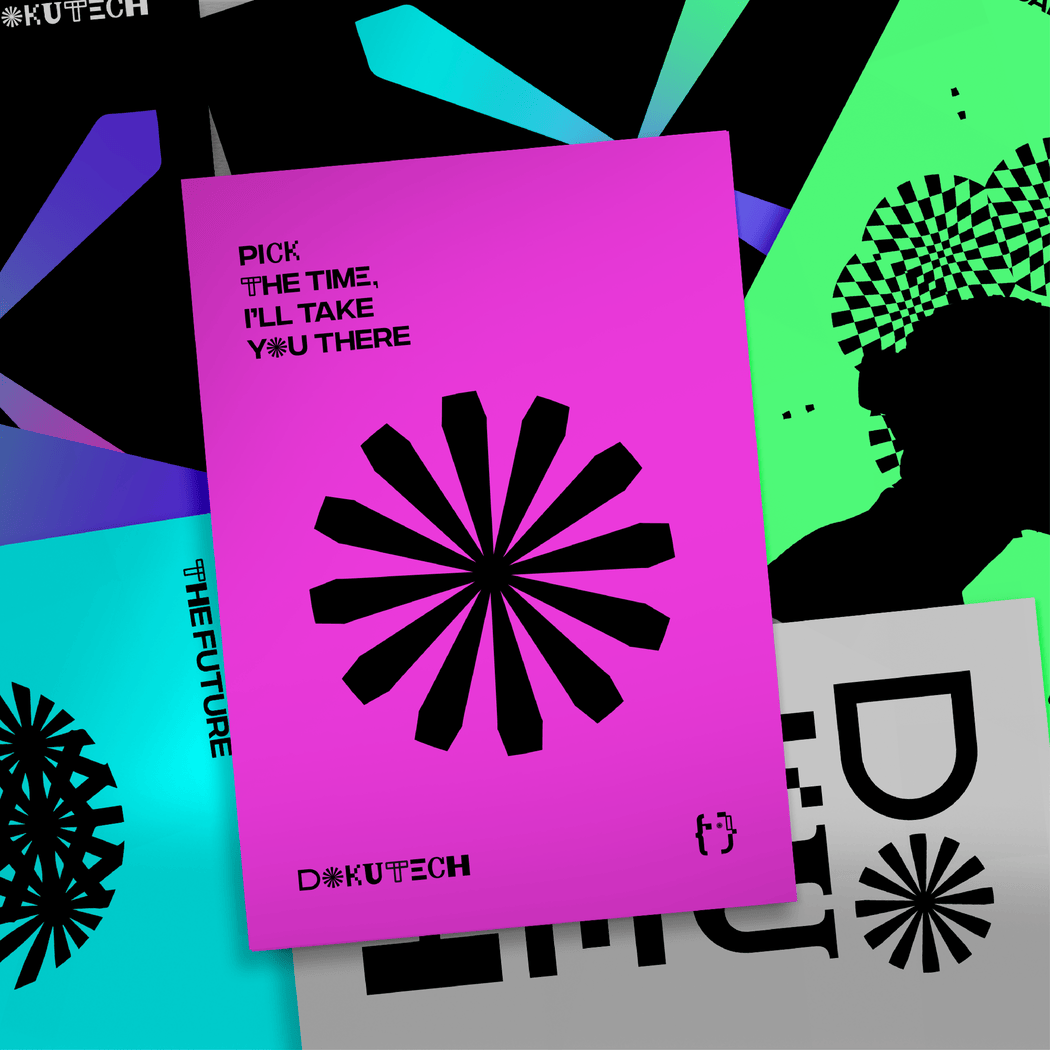 DOKUTECH
PICK
THE TIME,
I'LL TAKE
YOU THERE
THE FUTURE
DOKUTECH